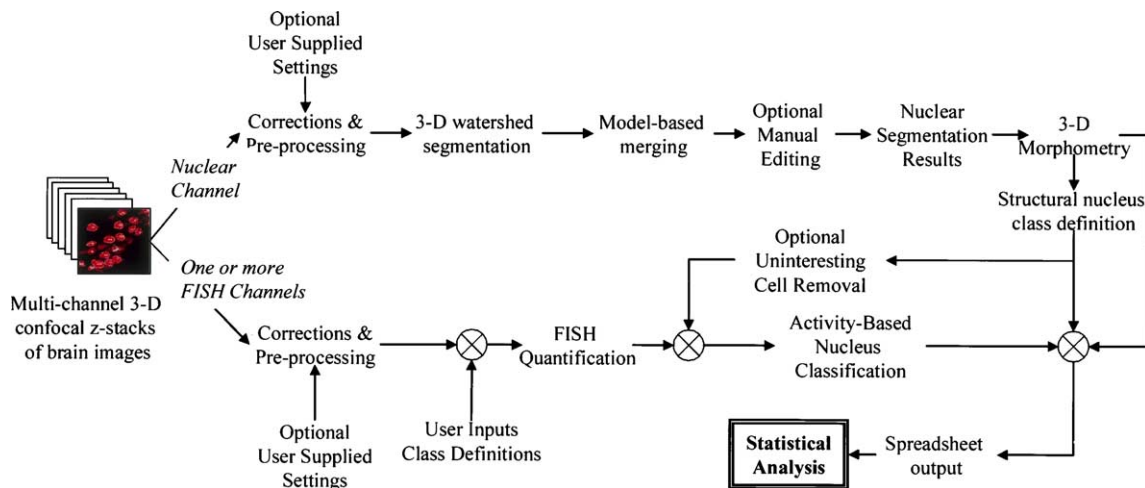 Optional
User Supplied
Settings
Corrections &
Pre-processing
3-D watershed
segmentation
Model-based
merging
Optional
Manual
Editing
Nuclear
Segmentation
Results
3-D
Morphometry
Nuclear
Channel
Structural nucleus
class definition
Optional
Uninteresting
Cell Removal
One or more
FISH Channels
Multi-channel 3-D
confocal z-stacks
of brain images
Corrections &
Pre-processing
FISH
Quantification
Activity-Based
Nucleus
Classification
Optional
User Supplied
Settings
User Inputs
Class Definitions
Statistical
Analysis
Spreadsheet
output